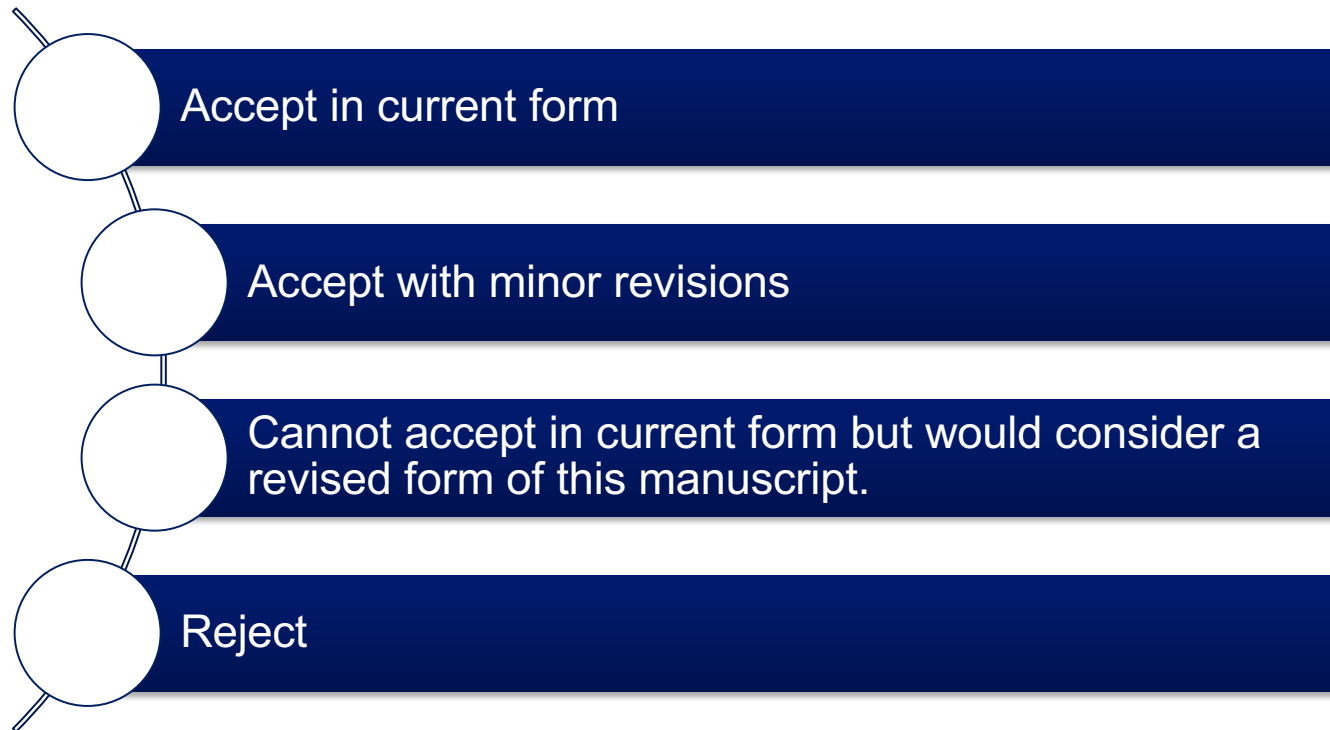 Accept in current form
Accept with minor revisions
Cannot accept in current form but would consider a
revised form of this manuscript.
Reject